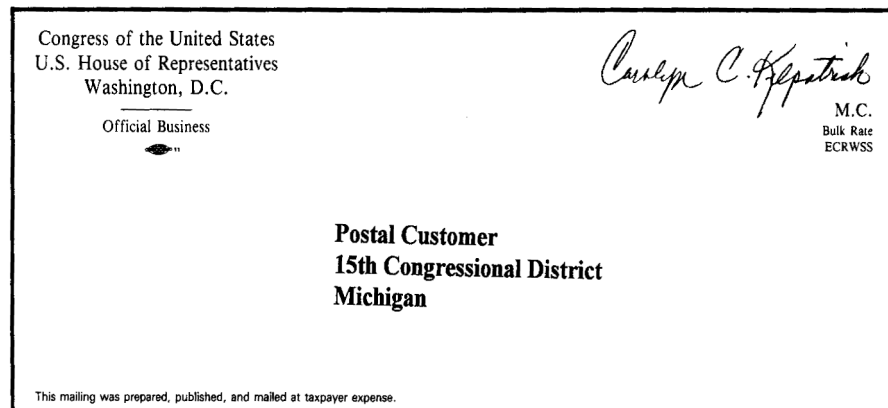 Congress of the United States
U.S. House of Representatives
Washington, D.C.
Official Business
11
Carolyn C. Kilpatrick
M.C.
Bulk Rate
ECRWSS
Postal Customer
15th Congressional District
Michigan
This mailing was prepared, published, and mailed at taxpayer expense.